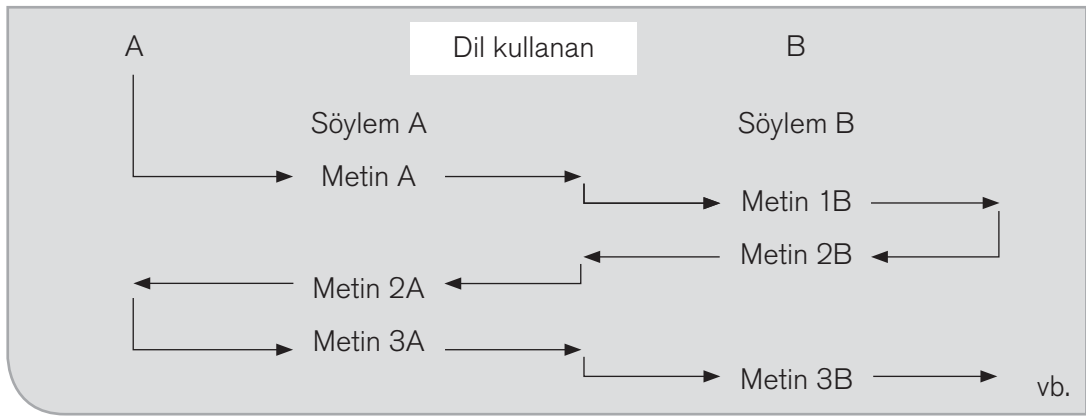 A Dil kullanan B
Söylem A Söylem B
Metin A
Metin 1B
Metin 2B
Metin 2A
Metin 3A
Metin 3B
vb.